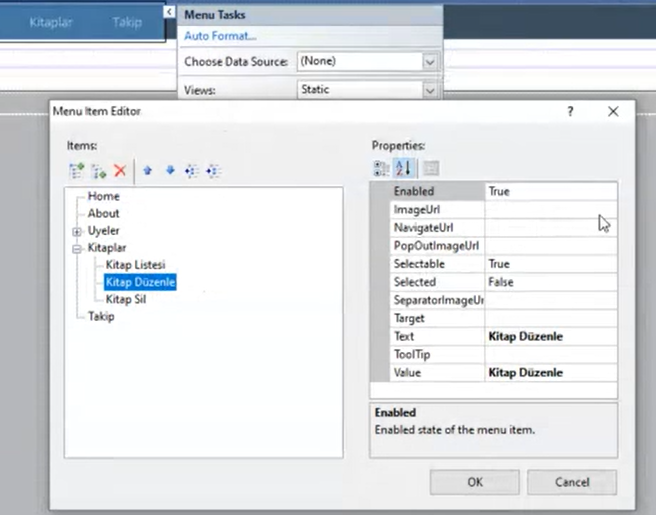 Kitaplar Takip
Menu Tasks
Auto Format...
Choose Data Source: (None)
Views: Static
Menu Item Editor ? ×
Items:
Properties:
Home
About
Uyeler
Kitaplar
Kitap Listesi
Kitap Düzenle
Kitap Sil
Takip
Enabled True
ImageUrl
NavigateUrl
PopOutImageUrl
Selectable True
Selected False
SeparatorImageUr
Target
Text Kitap Düzenle
ToolTip
Value Kitap Düzenle
Enabled
Enabled state of the menu item.
OK Cancel